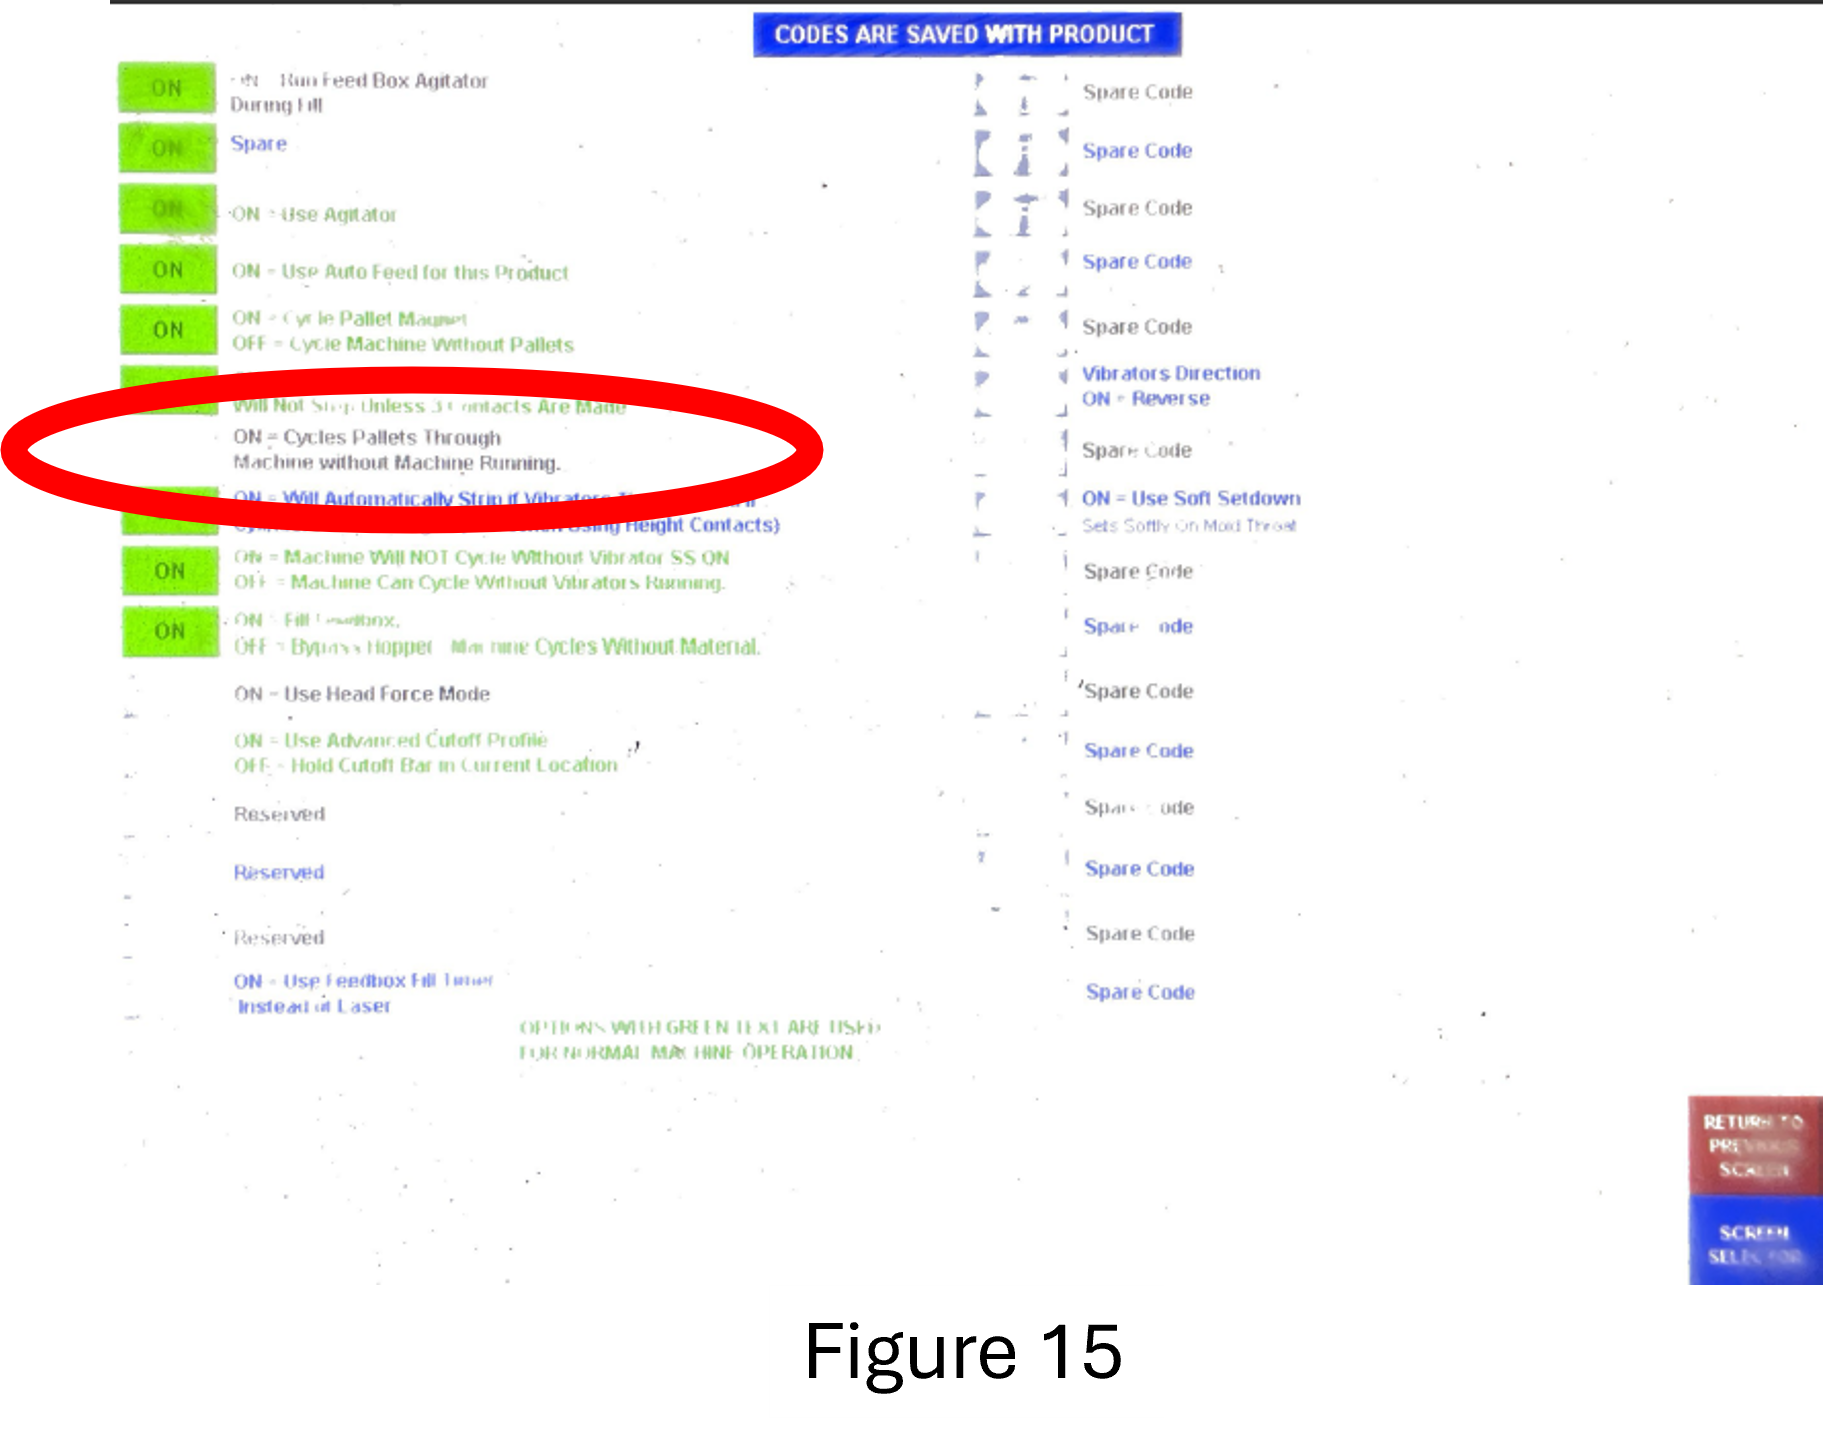 CODES ARE SAVED WITH PRODUCT
ON
Run Feed Box Agitator
During Fill
ON
Spare
ON
ON - Use Agitator
ON
ON - Use Auto Feed for this Product
ON
ON - Cycle Pallet Magnet
OFF = Cycle Machine Without Pallets
Will Not Stop Unless 3 Contacts Are Made
ON = Cycles Pallets Through
Machine without Machine Running.
ON = Will Automatically Strip if Vibrators
Using Height Contacts)
ON
ON = Machine Will NOT Cycle Without Vibrator SS ON
OFF = Machine Can Cycle Without Vibrators Running.
ON
ON - Fill
OFF = Bypass Hopper Machine Cycles Without Material.
ON - Use Head Force Mode
ON - Use Advanced Cutoff Profile
OFF - Hold Cutoff Bar in Current Location
Reserved
Reserved
Reserved
ON - Use Feedbox Fill Timer
Instead of Laser
Spare Code
Spare Code
Spare Code
Spare Code
Spare Code
Vibrators Direction
ON - Reverse
Spare Code
ON = Use Soft Setdown
Sets Softly On Mold Throat
Spare Code
Spare Code
Spare Code
Spare Code
Spare Code
Spare Code
Spare Code
Spare Code
OPTIONS WITH GREEN TEXT ARE USED
FOR NORMAL MACHINE OPERATION
RETURN TO
PREVIOUS
SCREEN
SCREEN
SELECTOR
Figure 15